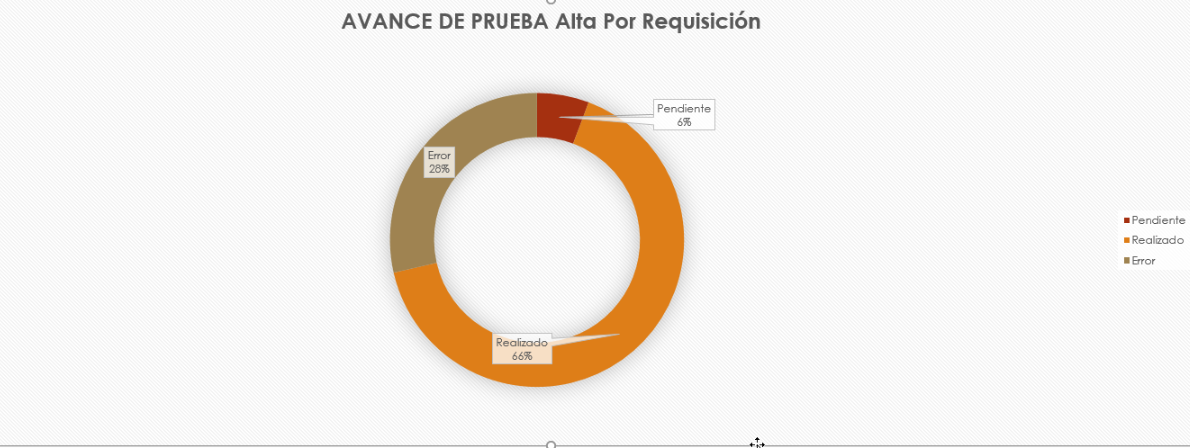 AVANCE DE PRUEBA Alta Por Requisición
Pendiente
6%
Error
28%
Realizado
66%
Pendiente
Realizado
Error